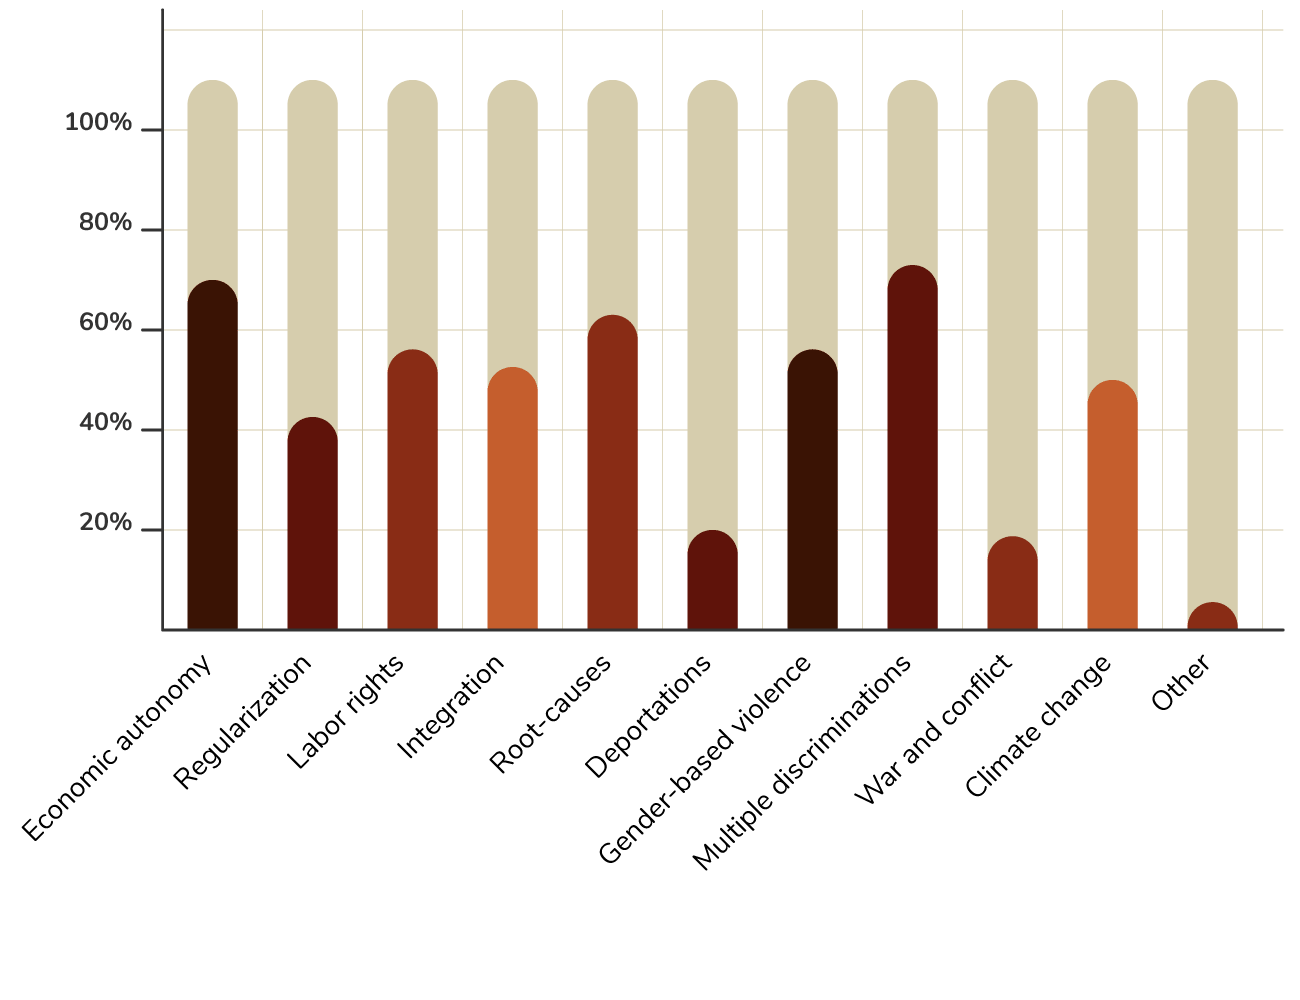 100%
80%
60%
40%
20%
Economic autonomy
Regularization
Labor rights
Integration
Root-causes
Deportations
Gender-based violence
Multiple discriminations
War and conflict
Climate change
Other